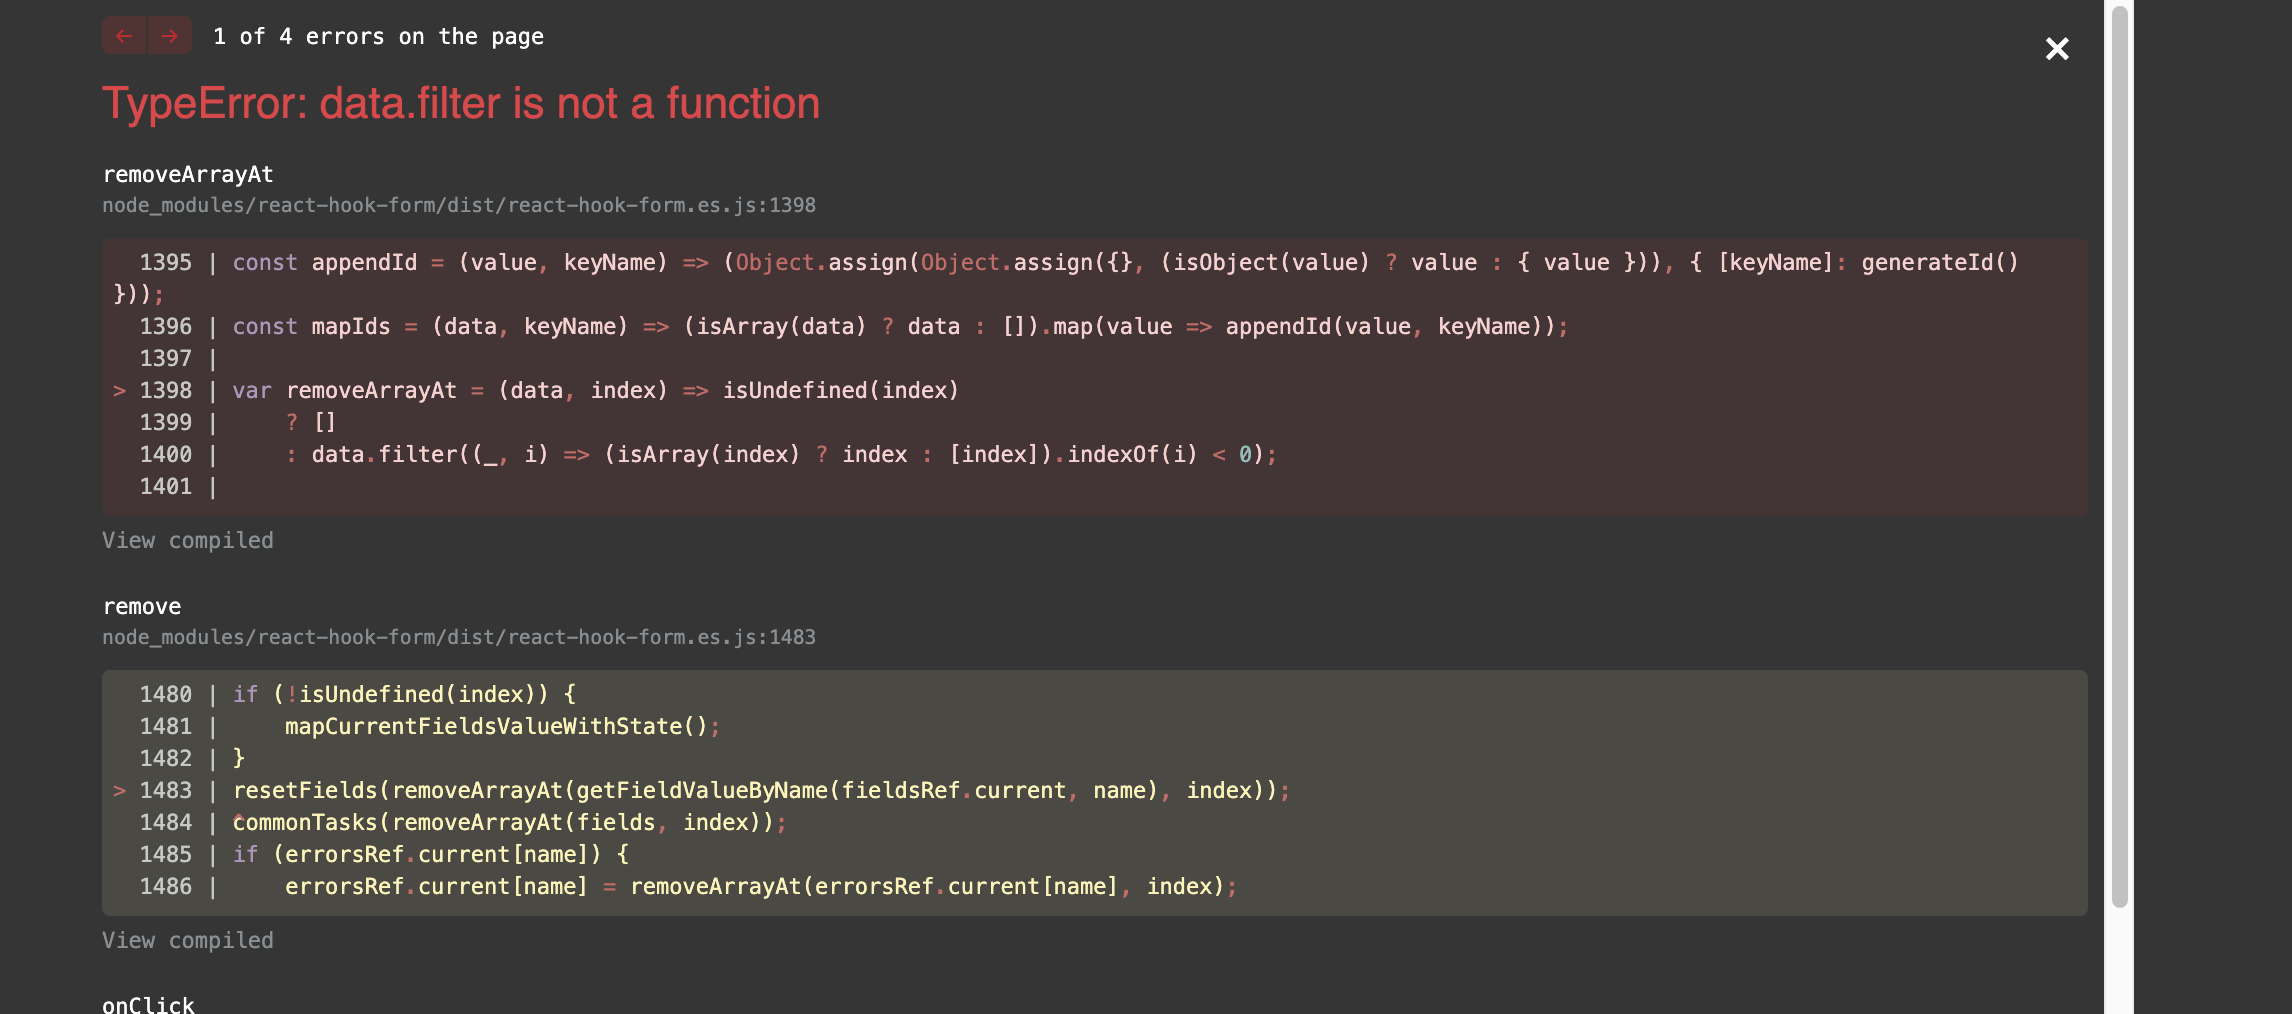 ← → 1 of 4 errors on the page ×
TypeError: data.filter is not a function
removeArrayAt
node_modules/react-hook-form/dist/react-hook-form.es.js:1398
  1395 | const appendId = (value, keyName) => (Object.assign(Object.assign({}, (isObject(value) ? value : { value })), { [keyName]: generateId()
}));
  1396 | const mapIds = (data, keyName) => (isArray(data) ? data : []).map(value => appendId(value, keyName));
  1397 |
> 1398 | var removeArrayAt = (data, index) => isUndefined(index)
  1399 |     ? []
  1400 |     : data.filter((_, i) => (isArray(index) ? index : [index]).indexOf(i) < 0);
  1401 |
View compiled
remove
node_modules/react-hook-form/dist/react-hook-form.es.js:1483
  1480 | if (!isUndefined(index)) {
  1481 |     mapCurrentFieldsValueWithState();
  1482 | }
> 1483 | resetFields(removeArrayAt(getFieldValueByName(fieldsRef.current, name), index));
  1484 | commonTasks(removeArrayAt(fields, index));
  1485 | if (errorsRef.current[name]) {
  1486 |     errorsRef.current[name] = removeArrayAt(errorsRef.current[name], index);
View compiled
onClick